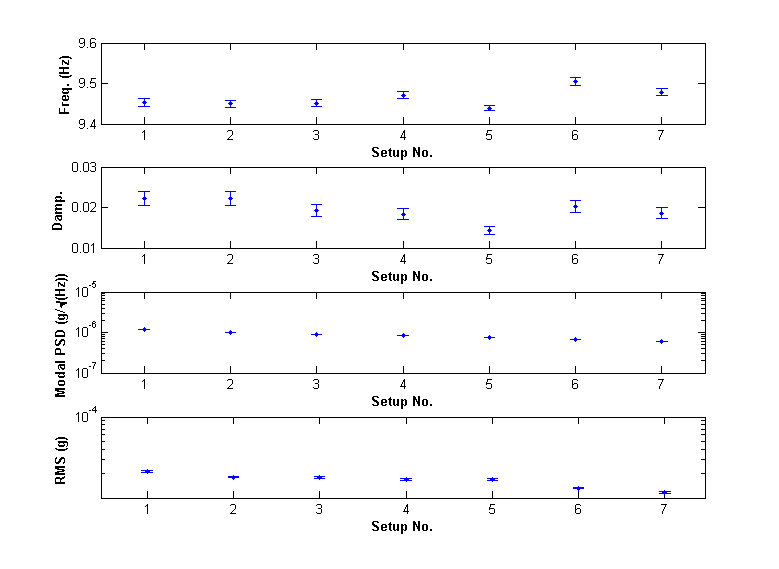 9.6
9.5
9.4
Freq. (Hz)
1 2 3 4 5 6 7
Setup No.
0.03
0.02
0.01
Damp.
1 2 3 4 5 6 7
Setup No.
10^-5
10^-6
10^-7
Modal PSD (g/√(Hz))
1 2 3 4 5 6 7
Setup No.
10^-4
RMS (g)
1 2 3 4 5 6 7
Setup No.